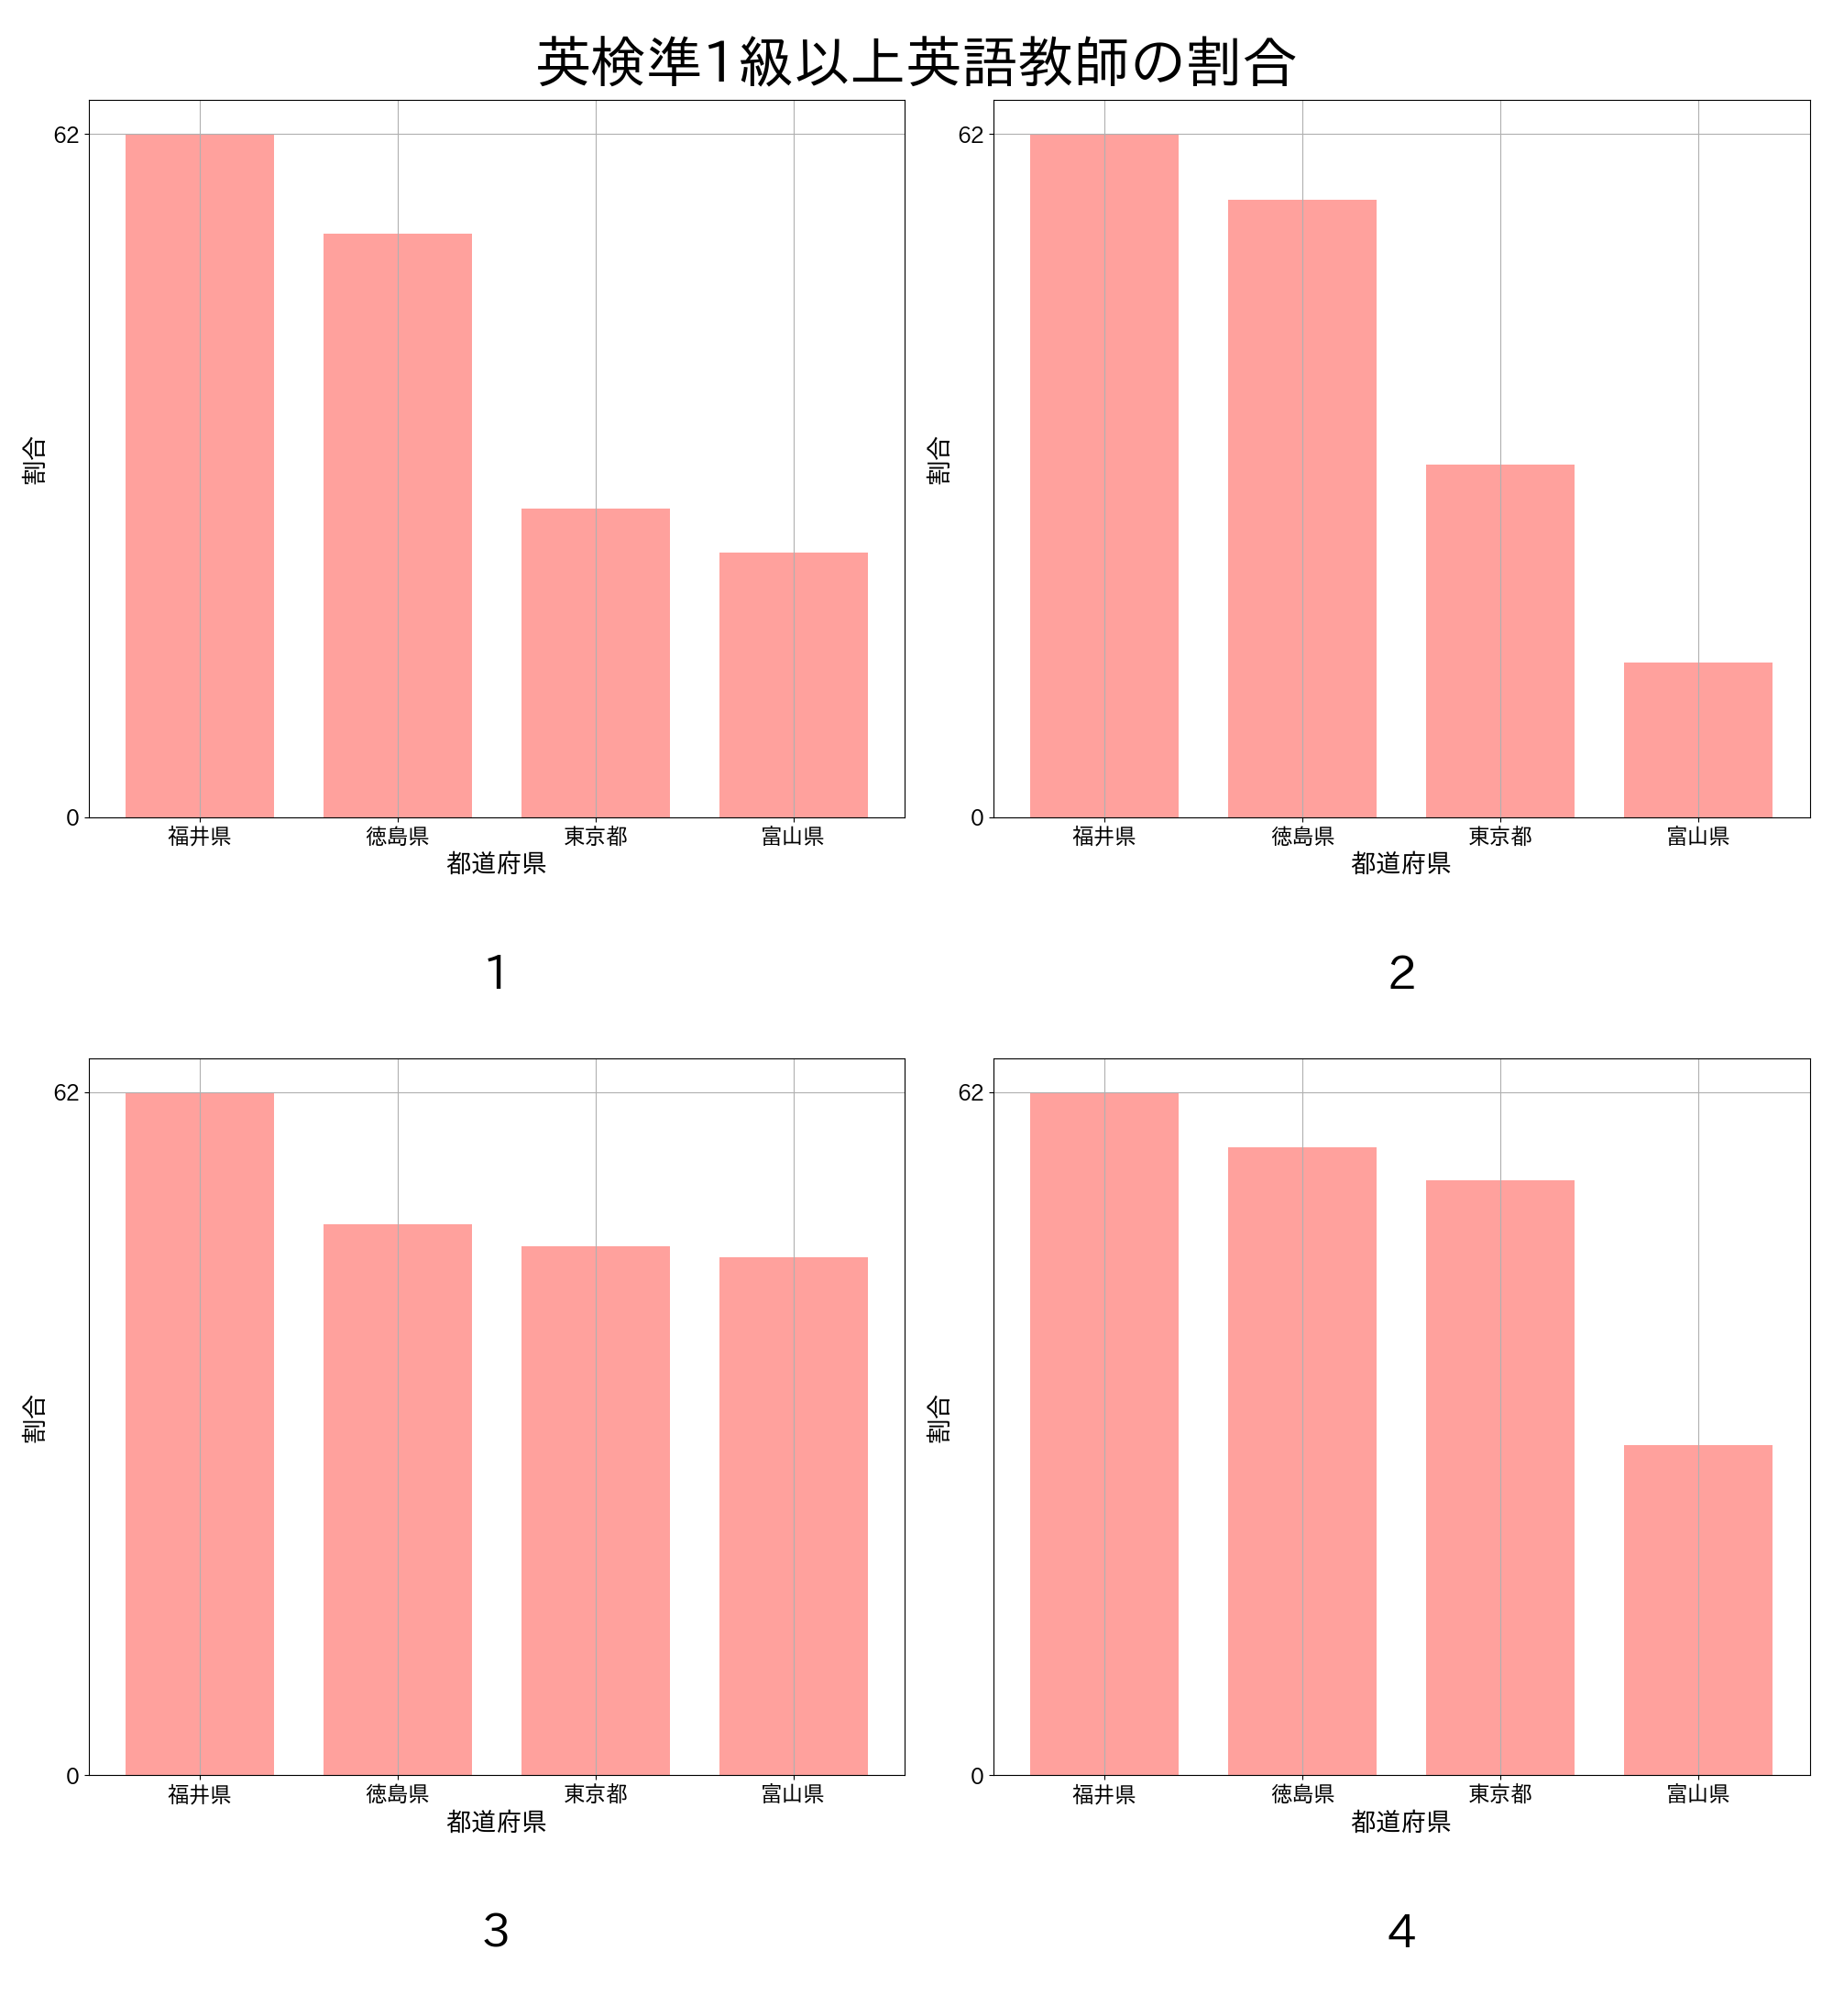 英検準1級以上英語教師の割合
62
割合
0
福井県 徳島県 東京都 富山県
都道府県
1
62
割合
0
福井県 徳島県 東京都 富山県
都道府県
2
62
割合
0
福井県 徳島県 東京都 富山県
都道府県
3
62
割合
0
福井県 徳島県 東京都 富山県
都道府県
4